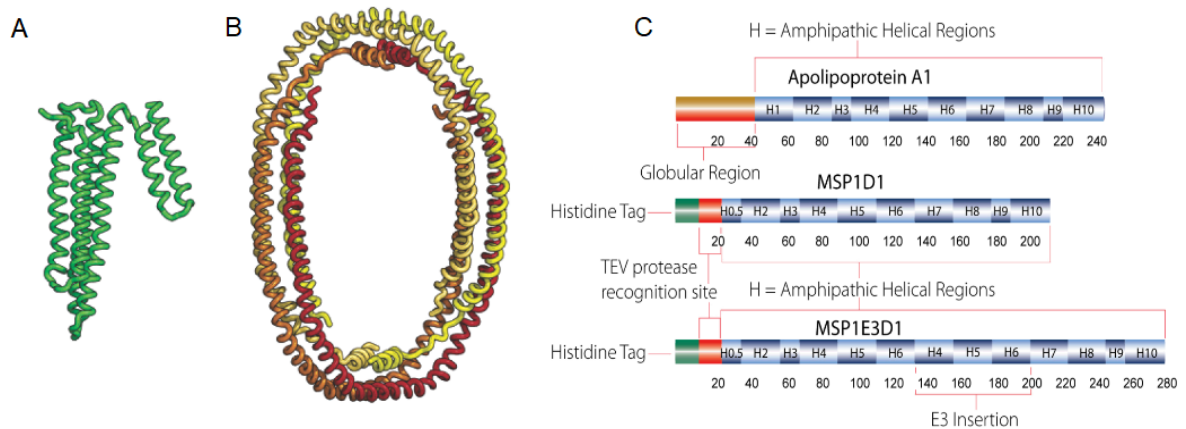 A
B
C
H = Amphipathic Helical Regions
Apolipoprotein A1
H1 H2 H3 H4 H5 H6 H7 H8 H9 H10
20 40 60 80 100 120 140 160 180 200 220 240
Globular Region
MSP1D1
Histidine Tag
H0.5 H2 H3 H4 H5 H6 H7 H8 H9 H10
20 40 60 80 100 120 140 160 180 200
TEV protease
recognition site
H = Amphipathic Helical Regions
MSP1E3D1
Histidine Tag
H0.5 H2 H3 H4 H5 H6 H4 H5 H6 H7 H8 H9 H10
20 40 60 80 100 120 140 160 180 200 220 240 260 280
E3 Insertion